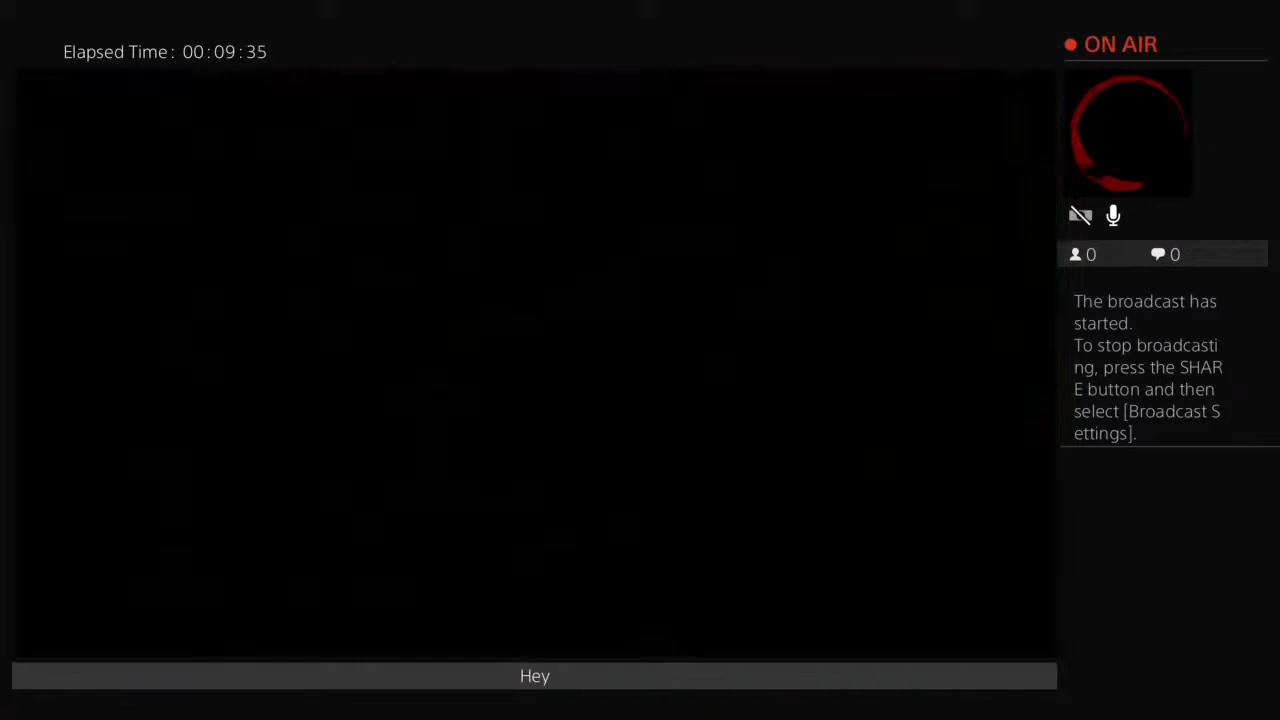 Elapsed Time: 00:09:35
ON AIR
0 0
The broadcast has
started.
To stop broadcasti
ng, press the SHAR
E button and then
select [Broadcast S
ettings].
Hey